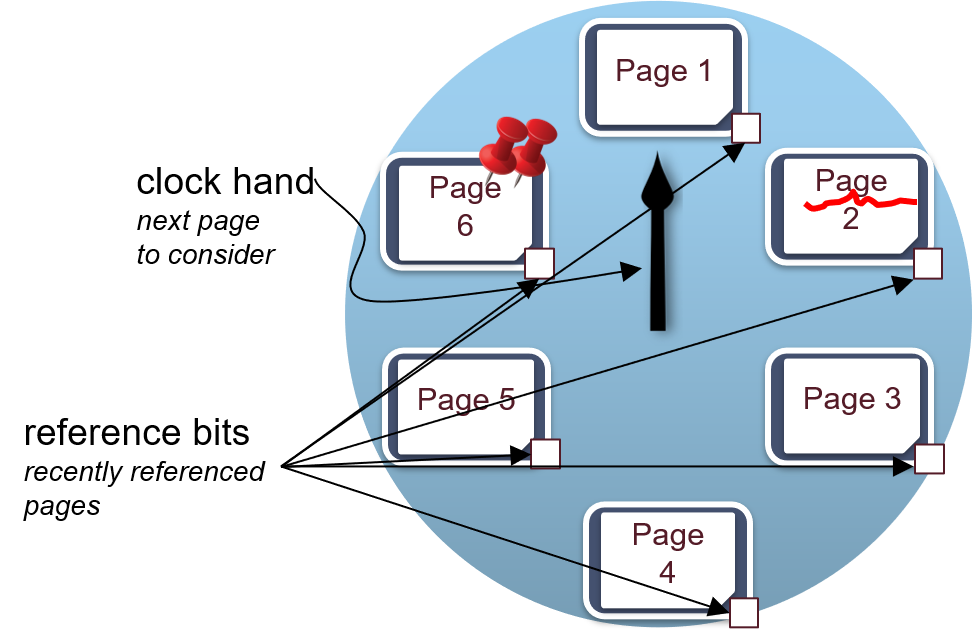 Page 1
Page
2
Page 3
Page
4
Page 5
Page
6
clock hand
next page
to consider
reference bits
recently referenced
pages